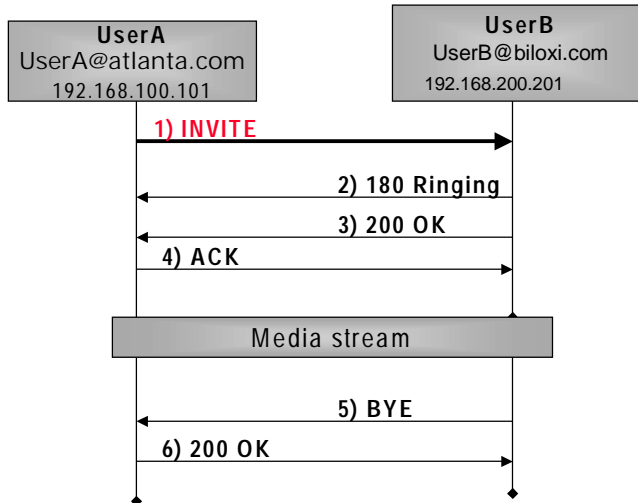 UserA
UserA@atlanta.com
192.168.100.101
UserB
UserB@biloxi.com
192.168.200.201
1) INVITE
2) 180 Ringing
3) 200 OK
4) ACK
Media stream
5) BYE
6) 200 OK